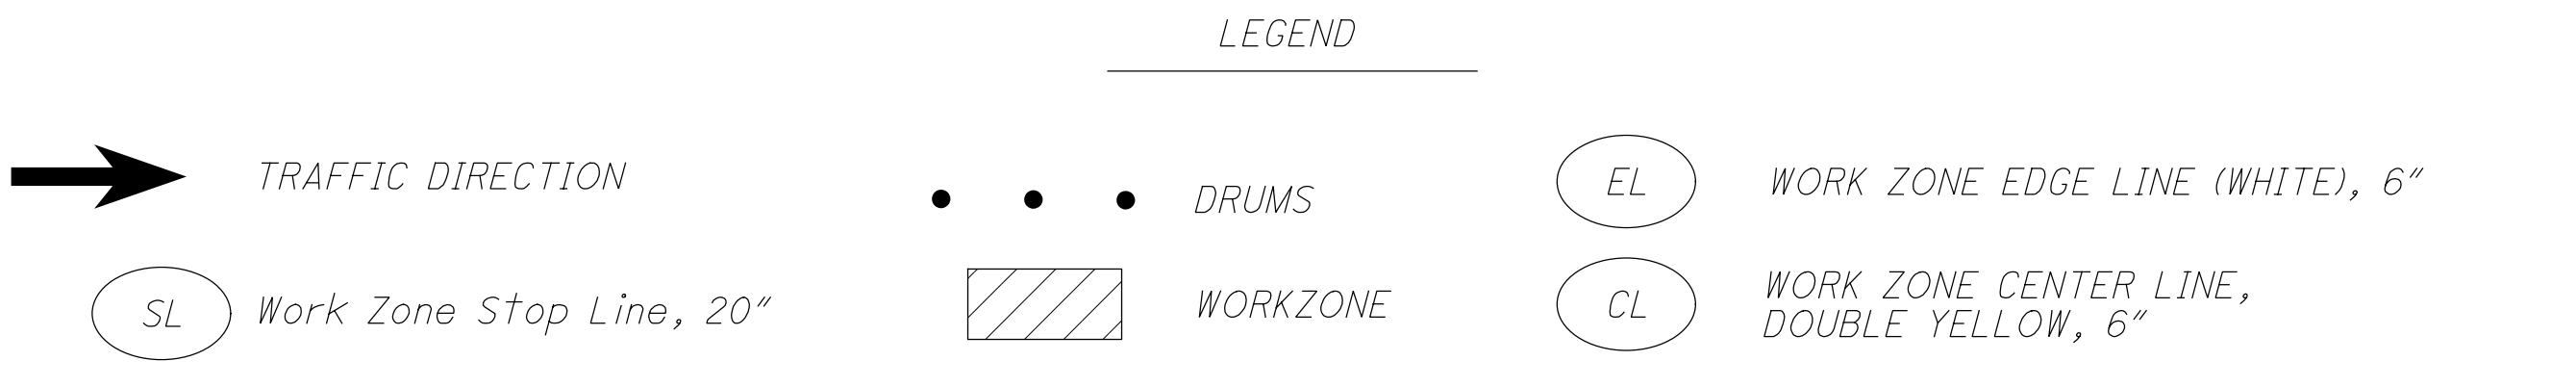 LEGEND
TRAFFIC DIRECTION
SL
Work Zone Stop Line, 20"
DRUMS
WORKZONE
EL
WORK ZONE EDGE LINE (WHITE), 6"
CL
WORK ZONE CENTER LINE,
DOUBLE YELLOW, 6"